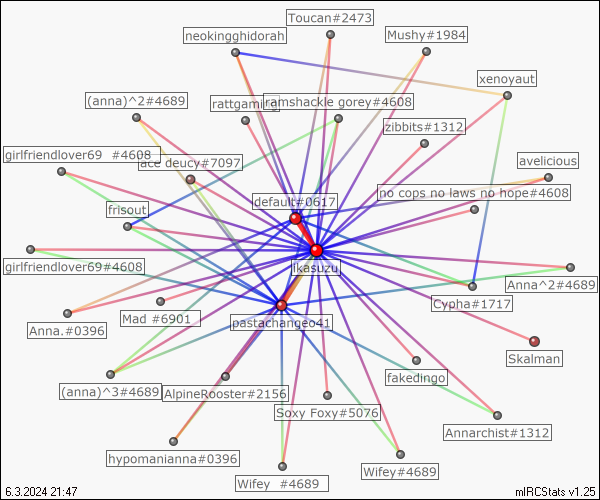 Toucan#2473
neokingghidorah
Mushy#1984
xenoyaut
(anna)^2#4689
rattgaming
ramshackle gorey#4608
zibbits#1312
girlfriendlover69 #4608
ace deucy#7097
avelicious
no cops no laws no hope#4608
default#0617
frisout
girlfriendlover69#4608
ikasuzu
Anna^2#4689
Cypha#1717
Anna.#0396
Mad #6901
pastachangeo41
Skalman
fakedingo
(anna)^3#4689
AlpineRooster#2156
Soxy Foxy#5076
Annarchist#1312
hypomanianna#0396
Wifey #4689
Wifey#4689
6.3.2024 21:47
mIRCStats v1.25